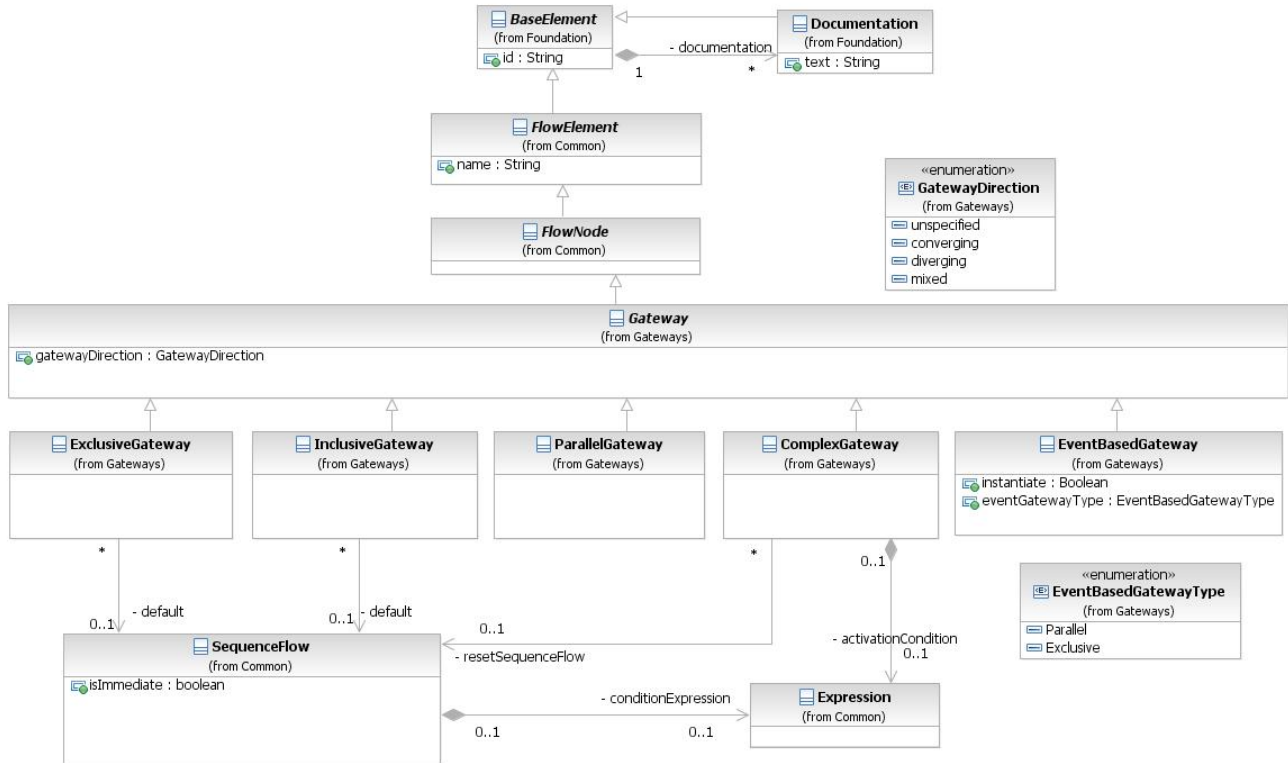 BaseElement
(from Foundation)
id : String
Documentation
(from Foundation)
text : String
- documentation
1
*
FlowElement
(from Common)
name : String
FlowNode
(from Common)
«enumeration»
GatewayDirection
(from Gateways)
unspecified
converging
diverging
mixed
Gateway
(from Gateways)
gatewayDirection : GatewayDirection
ExclusiveGateway
(from Gateways)
InclusiveGateway
(from Gateways)
ParallelGateway
(from Gateways)
ComplexGateway
(from Gateways)
EventBasedGateway
(from Gateways)
instantiate : Boolean
eventGatewayType : EventBasedGatewayType
*
*
*
0..1
- default
0..1
- default
0..1
0..1
- resetSequenceFlow
- activationCondition
0..1
«enumeration»
EventBasedGatewayType
(from Gateways)
Parallel
Exclusive
SequenceFlow
(from Common)
isImmediate : boolean
- conditionExpression
0..1
0..1
Expression
(from Common)